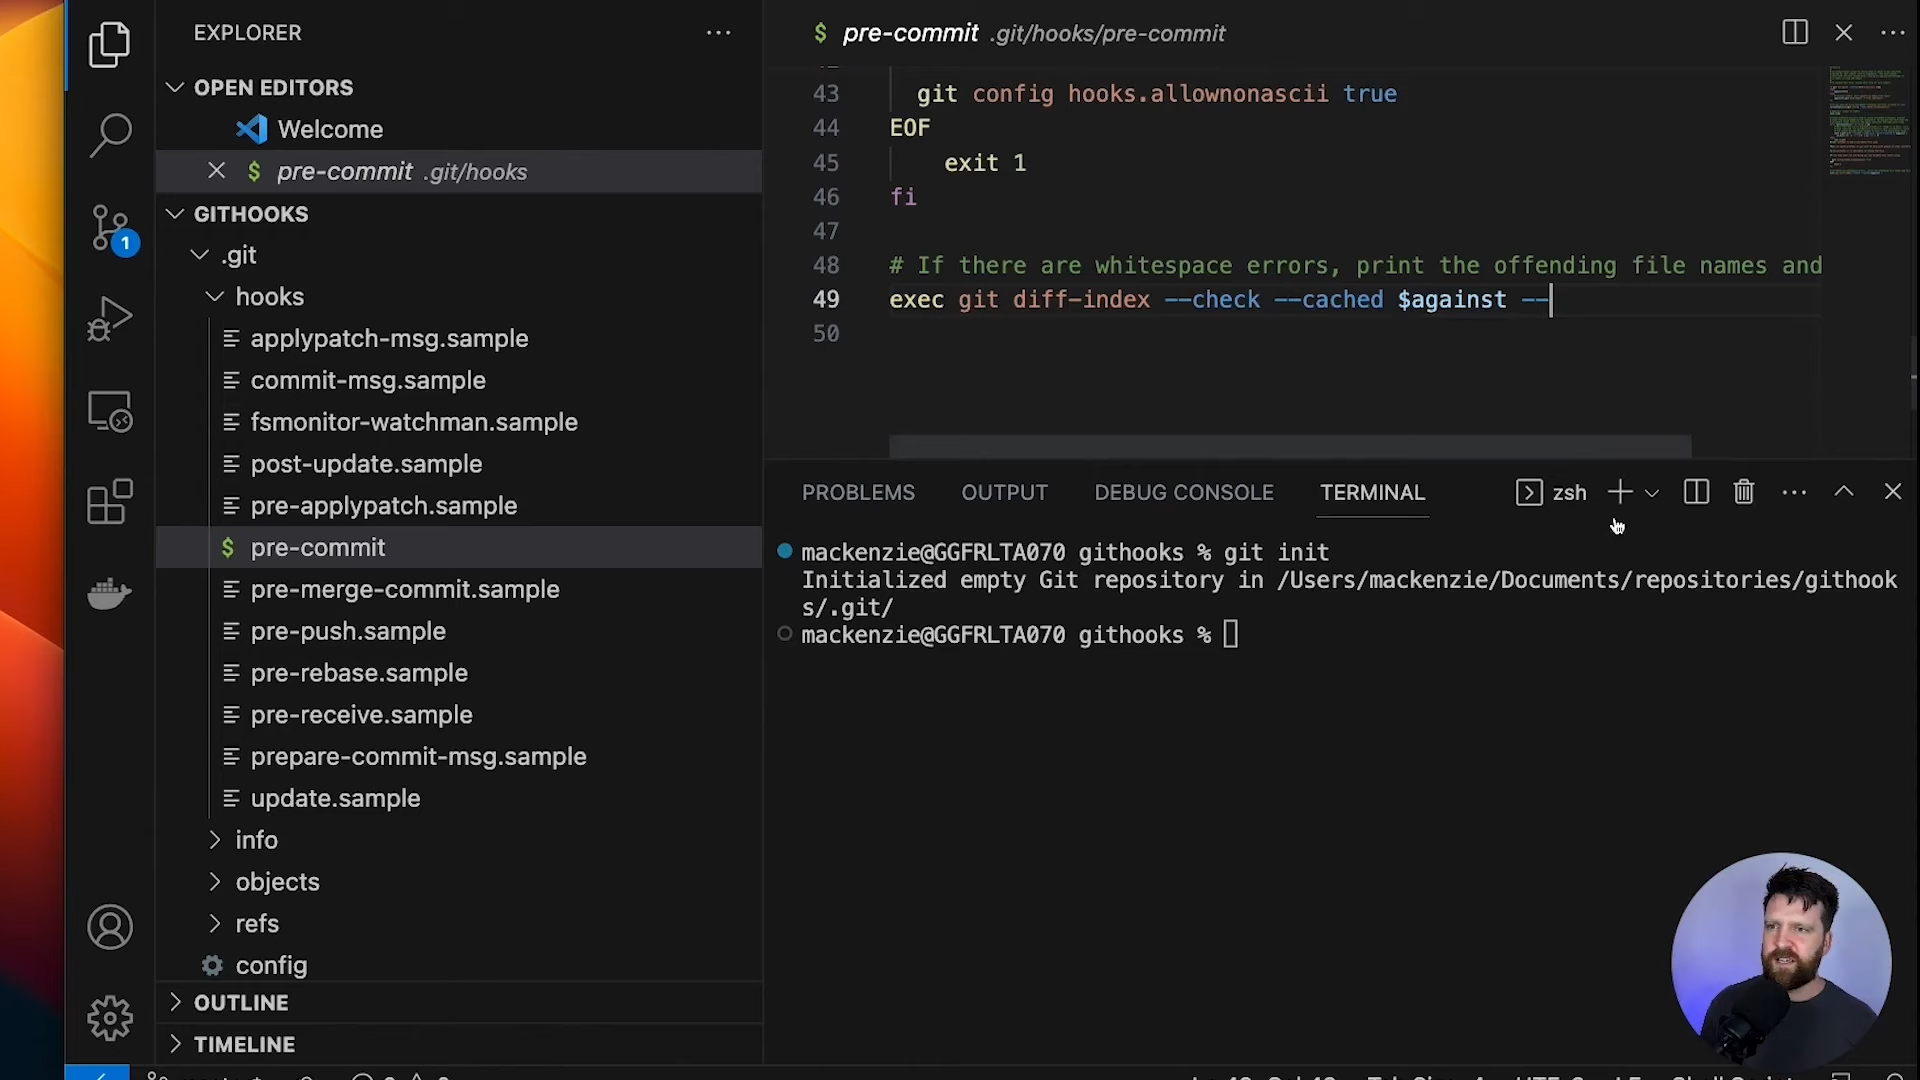 EXPLORER
OPEN EDITORS
Welcome
pre-commit .git/hooks
GITHOOKS
.git
hooks
applypatch-msg.sample
commit-msg.sample
fsmonitor-watchman.sample
post-update.sample
pre-applypatch.sample
$ pre-commit
pre-merge-commit.sample
pre-push.sample
pre-rebase.sample
pre-receive.sample
prepare-commit-msg.sample
update.sample
info
objects
refs
config
OUTLINE
TIMELINE
1
$ pre-commit .git/hooks/pre-commit
43 git config hooks.allownonascii true
44 EOF
45 exit 1
46 fi
47
48 # If there are whitespace errors, print the offending file names and
49 exec git diff-index --check --cached $against --
50
PROBLEMS OUTPUT DEBUG CONSOLE TERMINAL zsh
mackenzie@GGFRLTA070 githooks % git init
Initialized empty Git repository in /Users/mackenzie/Documents/repositories/githook
s/.git/
mackenzie@GGFRLTA070 githooks %